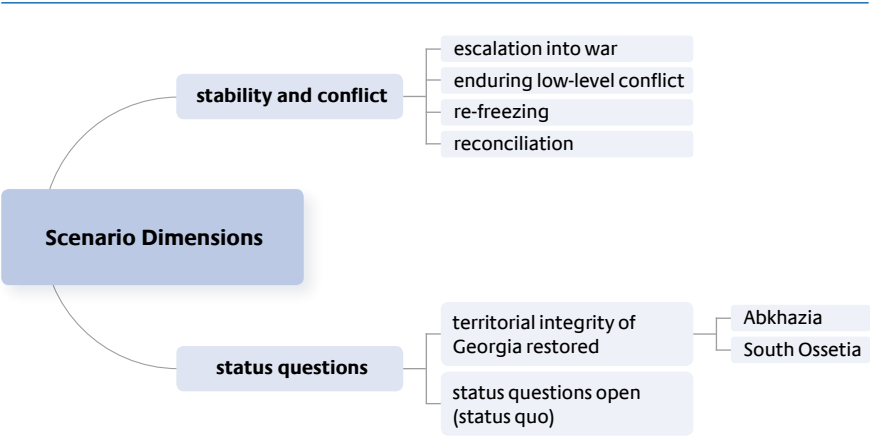 escalation into war
stability and conflict
enduring low-level conflict
re-freezing
reconciliation
Scenario Dimensions
territorial integrity of
Georgia restored
Abkhazia
South Ossetia
status questions
status questions open
(status quo)